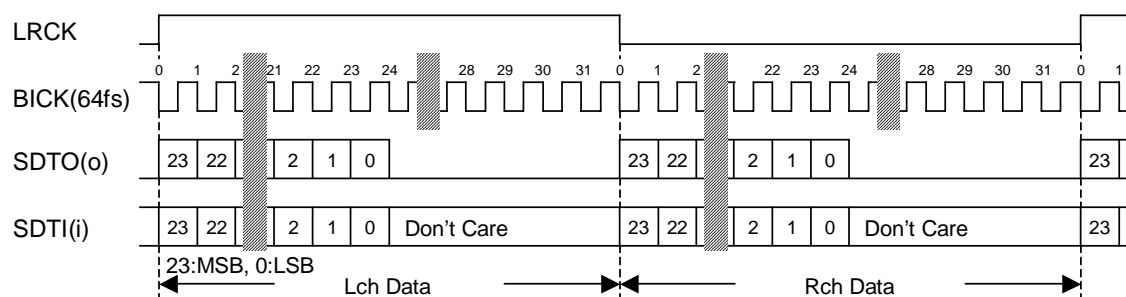 LRCK
0 1 2 21 22 23 24 28 29 30 31 0 1 2 22 23 24 28 29 30 31 0 1
BICK(64fs)
SDTO(o) 23 22 2 1 0 23 22 2 1 0 23
SDTI(i) 23 22 2 1 0 Don't Care 23 22 2 1 0 Don't Care 23
23:MSB, 0:LSB
Lch Data Rch Data